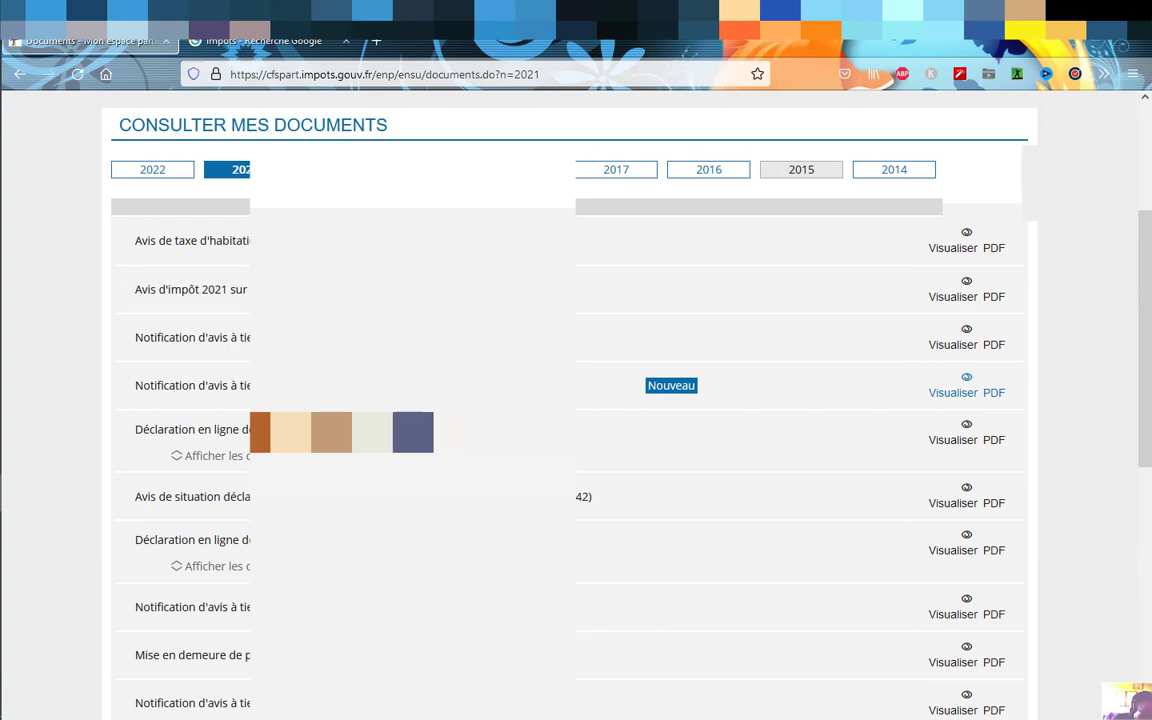 Documents - Mon espace part
Impots - Recherche Google
https://cfspart.impots.gouv.fr/enp/ensu/documents.do?n=2021
ABP
CONSULTER MES DOCUMENTS
2022 202 2017 2016 2015 2014
Avis de taxe d'habitati
Visualiser PDF
Avis d'impôt 2021 sur
Visualiser PDF
Notification d'avis à tie
Visualiser PDF
Notification d'avis à tie Nouveau
Visualiser PDF
Déclaration en ligne d
Visualiser PDF
Afficher les d
Avis de situation décla 42)
Visualiser PDF
Déclaration en ligne d
Visualiser PDF
Afficher les d
Notification d'avis à tie
Visualiser PDF
Mise en demeure de p
Visualiser PDF
Notification d'avis à tie
Visualiser PDF